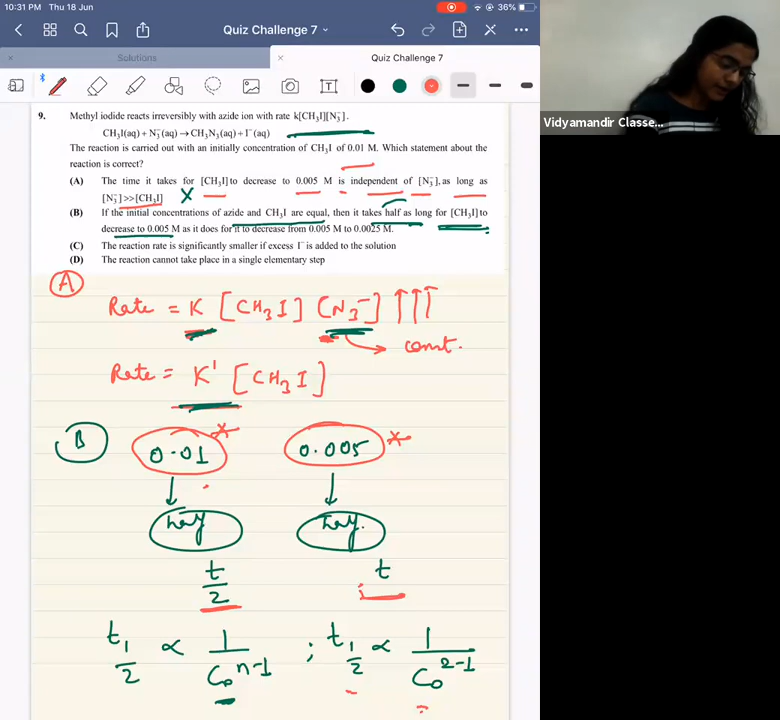 10:31 PM Thu 18 Jun
36%
Quiz Challenge 7
Solutions
Quiz Challenge 7
T
9. Methyl iodide reacts irreversibly with azide ion with rate k[CH₃I][N₃⁻].
CH₃I(aq) + N₃⁻(aq) → CH₃N₃(aq) + I⁻(aq)
The reaction is carried out with an initially concentration of CH₃I of 0.01 M. Which statement about the
reaction is correct?
(A) The time it takes for [CH₃I] to decrease to 0.005 M is independent of [N₃⁻], as long as
[N₃⁻]>>[CH₃I] X
(B) If the initial concentrations of azide and CH₃I are equal, then it takes half as long for [CH₃I] to
decrease to 0.005 M as it does for it to decrease from 0.005 M to 0.0025 M.
(C) The reaction rate is significantly smaller if excess I⁻ is added to the solution
(D) The reaction cannot take place in a single elementary step
A
Rate = K [CH₃I] [N₃⁻] ↑↑↑
const.
Rate = K' [CH₃I]
B 0.01 * 0.005 *
half half.
t/2 t
t₁/₂ ∝ 1/C₀ⁿ⁻¹ ; t₁/₂ ∝ 1/C₀²⁻¹
Vidyamandir Classe...